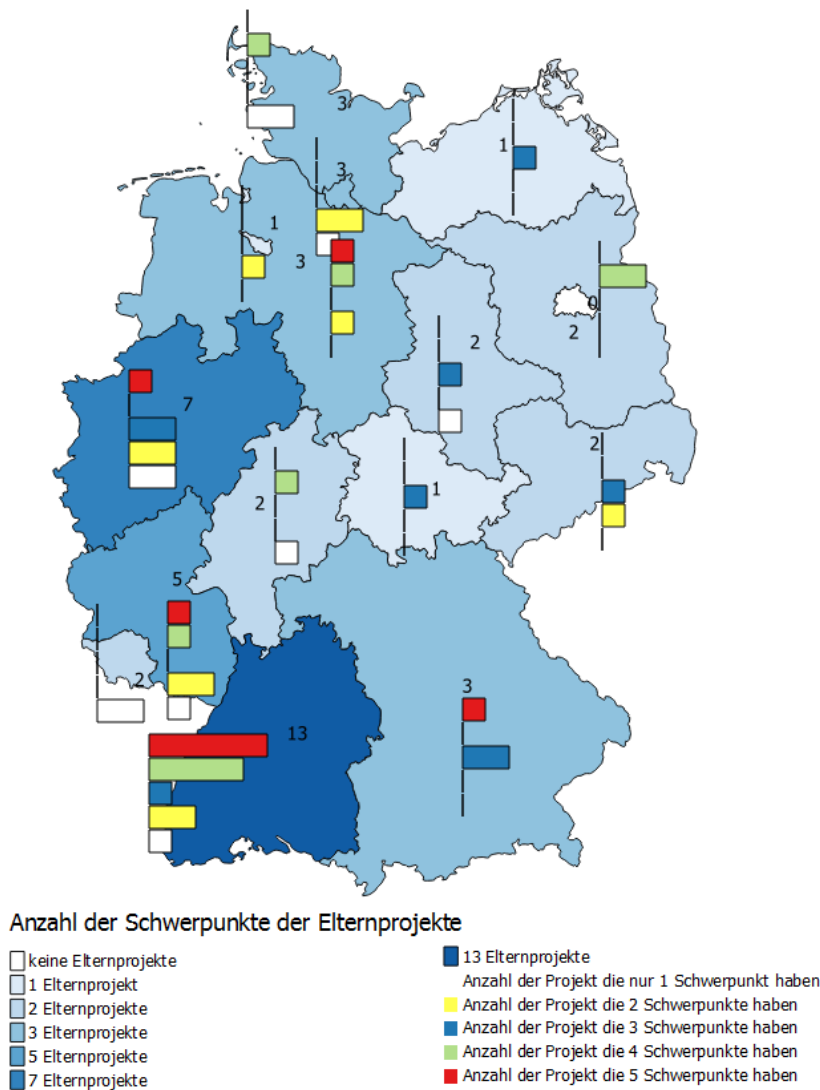 3
1
3
1
3
0
2
2
7
2
2
1
5
2
3
13
Anzahl der Schwerpunkte der Elternprojekte
keine Elternprojekte
1 Elternprojekt
2 Elternprojekte
3 Elternprojekte
5 Elternprojekte
7 Elternprojekte
13 Elternprojekte
Anzahl der Projekt die nur 1 Schwerpunkt haben
Anzahl der Projekt die 2 Schwerpunkte haben
Anzahl der Projekt die 3 Schwerpunkte haben
Anzahl der Projekt die 4 Schwerpunkte haben
Anzahl der Projekt die 5 Schwerpunkte haben